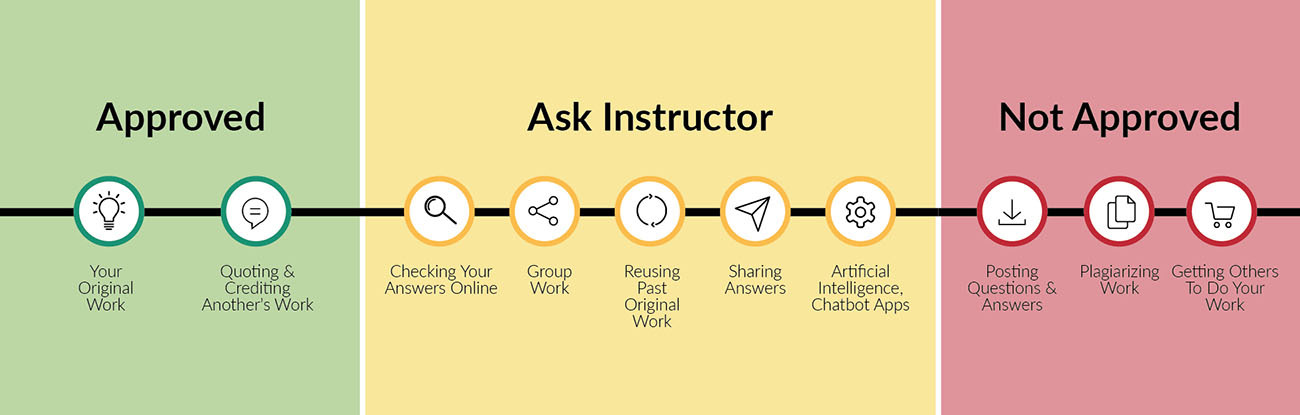 Approved
Your
Original
Work
Quoting &
Crediting
Another's Work
Ask Instructor
Checking Your
Answers Online
Group
Work
Reusing
Past
Original
Work
Sharing
Answers
Artificial
Intelligence,
Chatbot Apps
Not Approved
Posting
Questions &
Answers
Plagiarizing
Work
Getting Others
To Do Your
Work